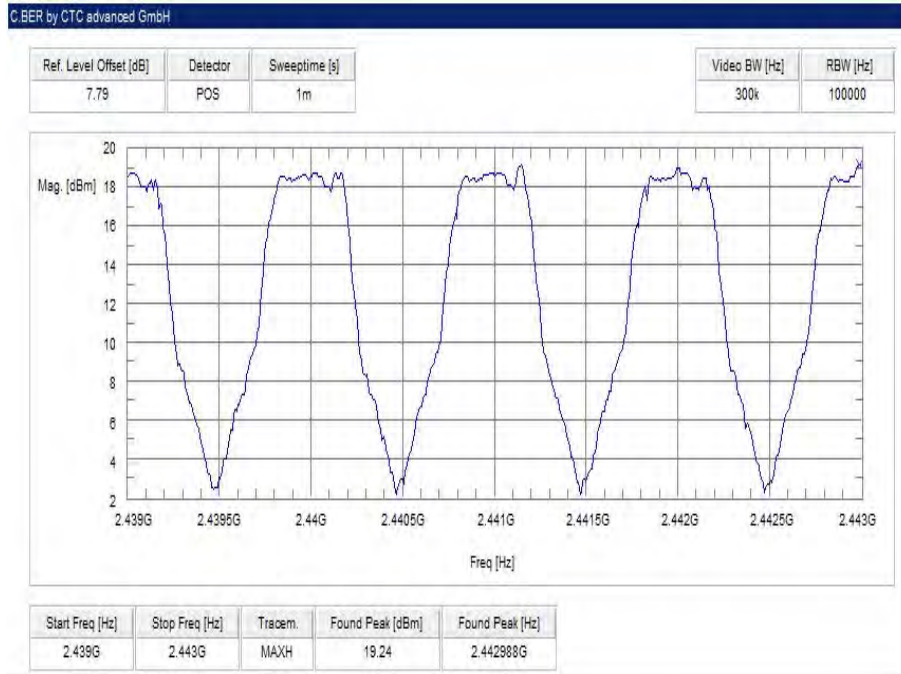 C.BER by CTC advanced GmbH
Ref. Level Offset [dB] Detector Sweeptime [s] Video BW [Hz] RBW [Hz]
7.79 POS 1m 300k 100000
20
Mag. [dBm] 18
16
14
12
10
8
6
4
2
2.439G 2.4395G 2.44G 2.4405G 2.441G 2.4415G 2.442G 2.4425G 2.443G
Freq [Hz]
Start Freq [Hz] Stop Freq [Hz] Tracem. Found Peak [dBm] Found Peak [Hz]
2.439G 2.443G MAXH 19.24 2.442988G